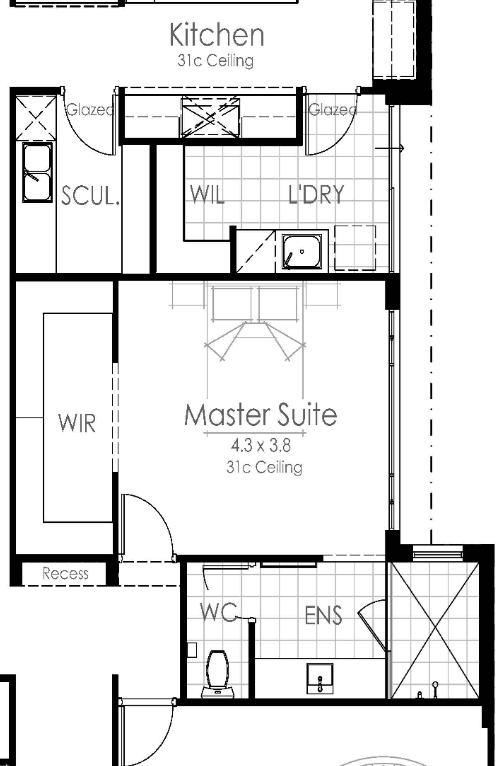 Kitchen
31c Ceiling
Glazed
Glazed
SCUL.
WIL
L'DRY
WIR
Master Suite
4.3 x 3.8
31c Ceiling
Recess
WC
ENS